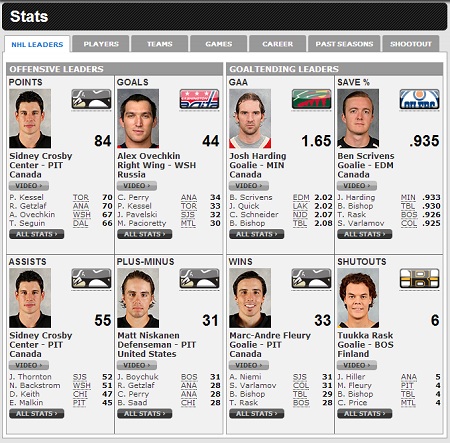 Stats
NHL LEADERS
PLAYERS
TEAMS
GAMES
CAREER
PAST SEASONS
SHOOTOUT
OFFENSIVE LEADERS
POINTS
84
Sidney Crosby
Center - PIT
Canada
VIDEO
P. Kessel TOR 70
R. Getzlaf ANA 70
A. Ovechkin WSH 67
T. Seguin DAL 66
ALL STATS
GOALS
44
Alex Ovechkin
Right Wing - WSH
Russia
VIDEO
C. Perry ANA 34
P. Kessel TOR 33
J. Pavelski SJS 32
M. Pacioretty MTL 30
ALL STATS
GOALTENDING LEADERS
GAA
1.65
Josh Harding
Goalie - MIN
Canada
VIDEO
B. Scrivens EDM 2.02
J. Quick LAK 2.02
C. Schneider NJD 2.07
B. Bishop TBL 2.08
ALL STATS
SAVE %
.935
Ben Scrivens
Goalie - EDM
Canada
VIDEO
J. Harding MIN .933
B. Bishop TBL .930
T. Rask BOS .926
S. Varlamov COL .925
ALL STATS
ASSISTS
55
Sidney Crosby
Center - PIT
Canada
VIDEO
J. Thornton SJS 52
N. Backstrom WSH 51
D. Keith CHI 47
E. Malkin PIT 47
ALL STATS
PLUS-MINUS
31
Matt Niskanen
Defenseman - PIT
United States
VIDEO
J. Boychuk BOS 31
R. Getzlaf ANA 28
C. Perry ANA 28
B. Saad CHI 28
ALL STATS
WINS
33
Marc-Andre Fleury
Goalie - PIT
Canada
VIDEO
A. Niemi SJS 31
S. Varlamov COL 31
B. Bishop TBL 29
T. Rask BOS 28
ALL STATS
SHUTOUTS
6
Tuukka Rask
Goalie - BOS
Finland
VIDEO
J. Hiller ANA 5
M. Fleury PIT 4
B. Bishop TBL 4
C. Price MTL 4
ALL STATS